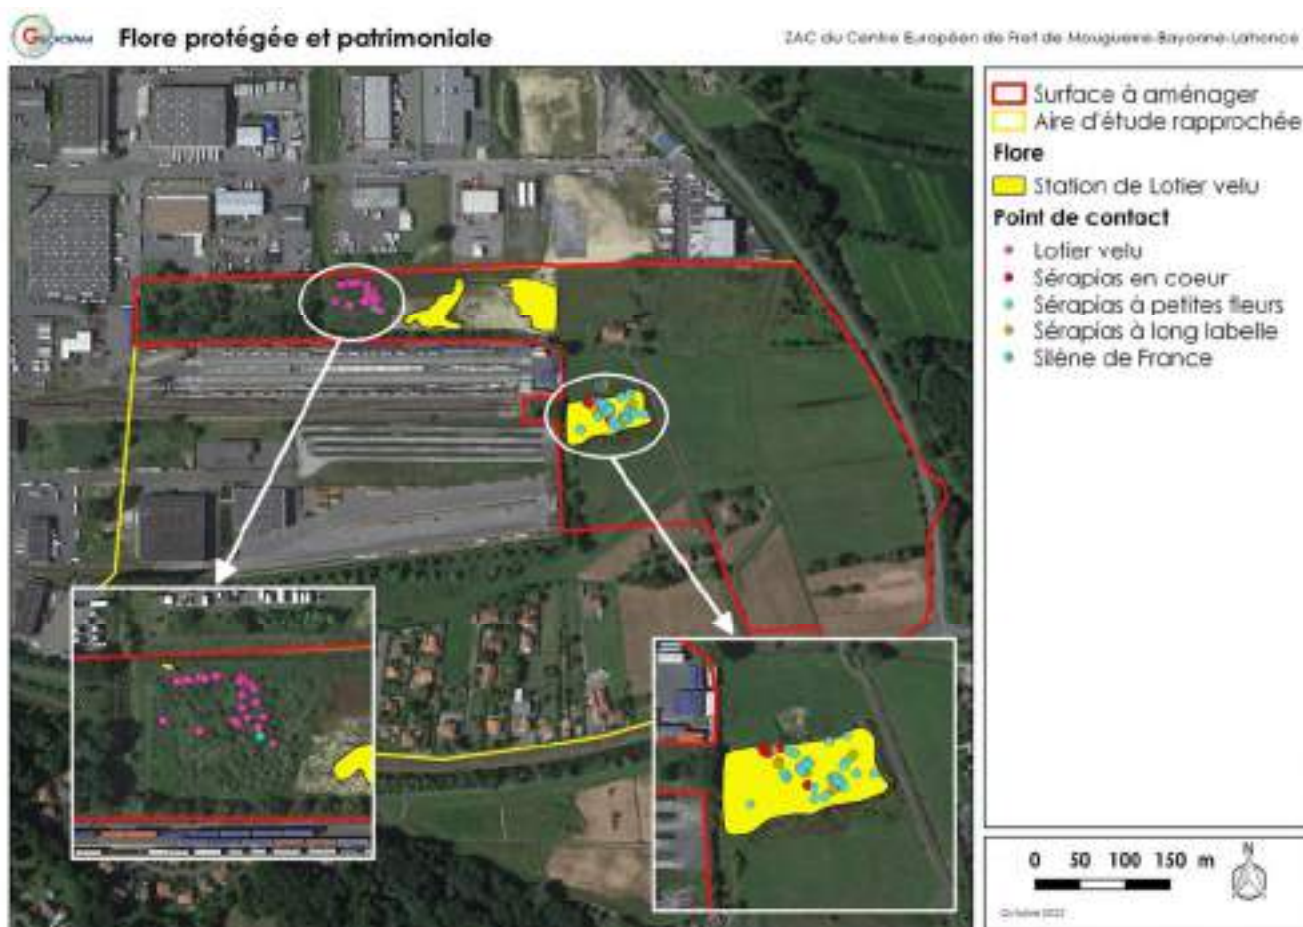 Flore protégée et patrimoniale
ZAC du Centre Européen de Fret de Mouguerre-Bayonne-Lahonce
Surface à aménager
Aire d'étude rapprochée
Flore
Station de Lotier velu
Point de contact
Lotier velu
Sérapias en coeur
Sérapias à petites fleurs
Sérapias à long labelle
Silène de France
0 50 100 150 m
N
Octobre 2022